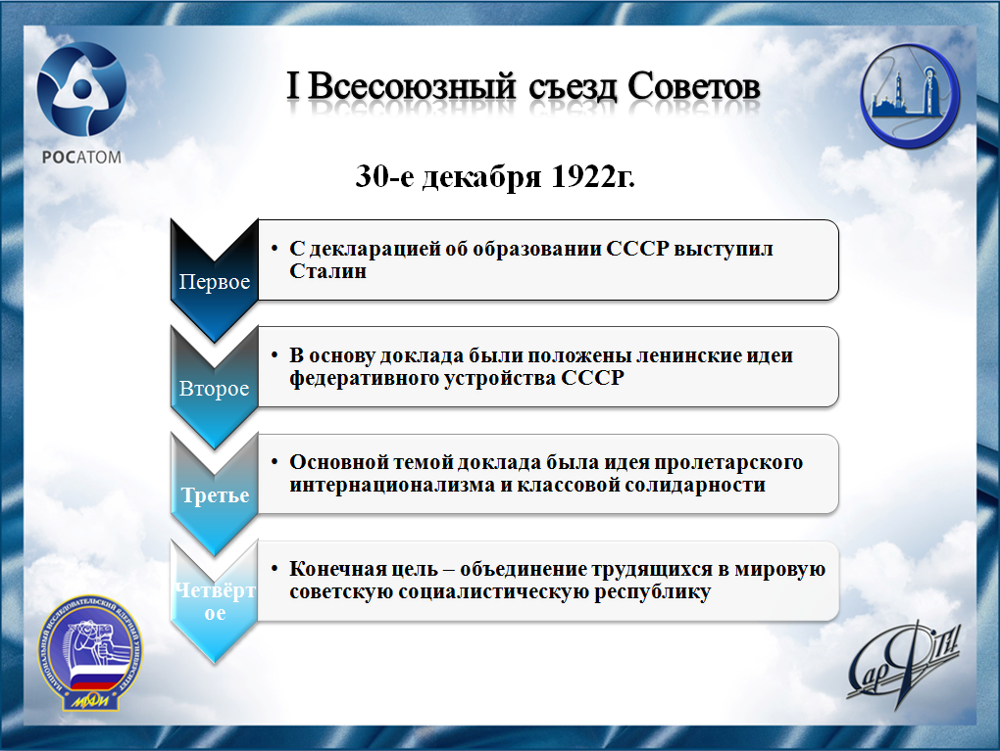 I Всесоюзный съезд Советов
РОСАТОМ
30-е декабря 1922г.
Первое
• С декларацией об образовании СССР выступил
Сталин
Второе
• В основу доклада были положены ленинские идеи
федеративного устройства СССР
Третье
• Основной темой доклада была идея пролетарского
интернационализма и классовой солидарности
Четвёрт
ое
• Конечная цель – объединение трудящихся в мировую
советскую социалистическую республику
НАЦИОНАЛЬНЫЙ ИССЛЕДОВАТЕЛЬСКИЙ ЯДЕРНЫЙ УНИВЕРСИТЕТ
МИФИ
СарФТИ